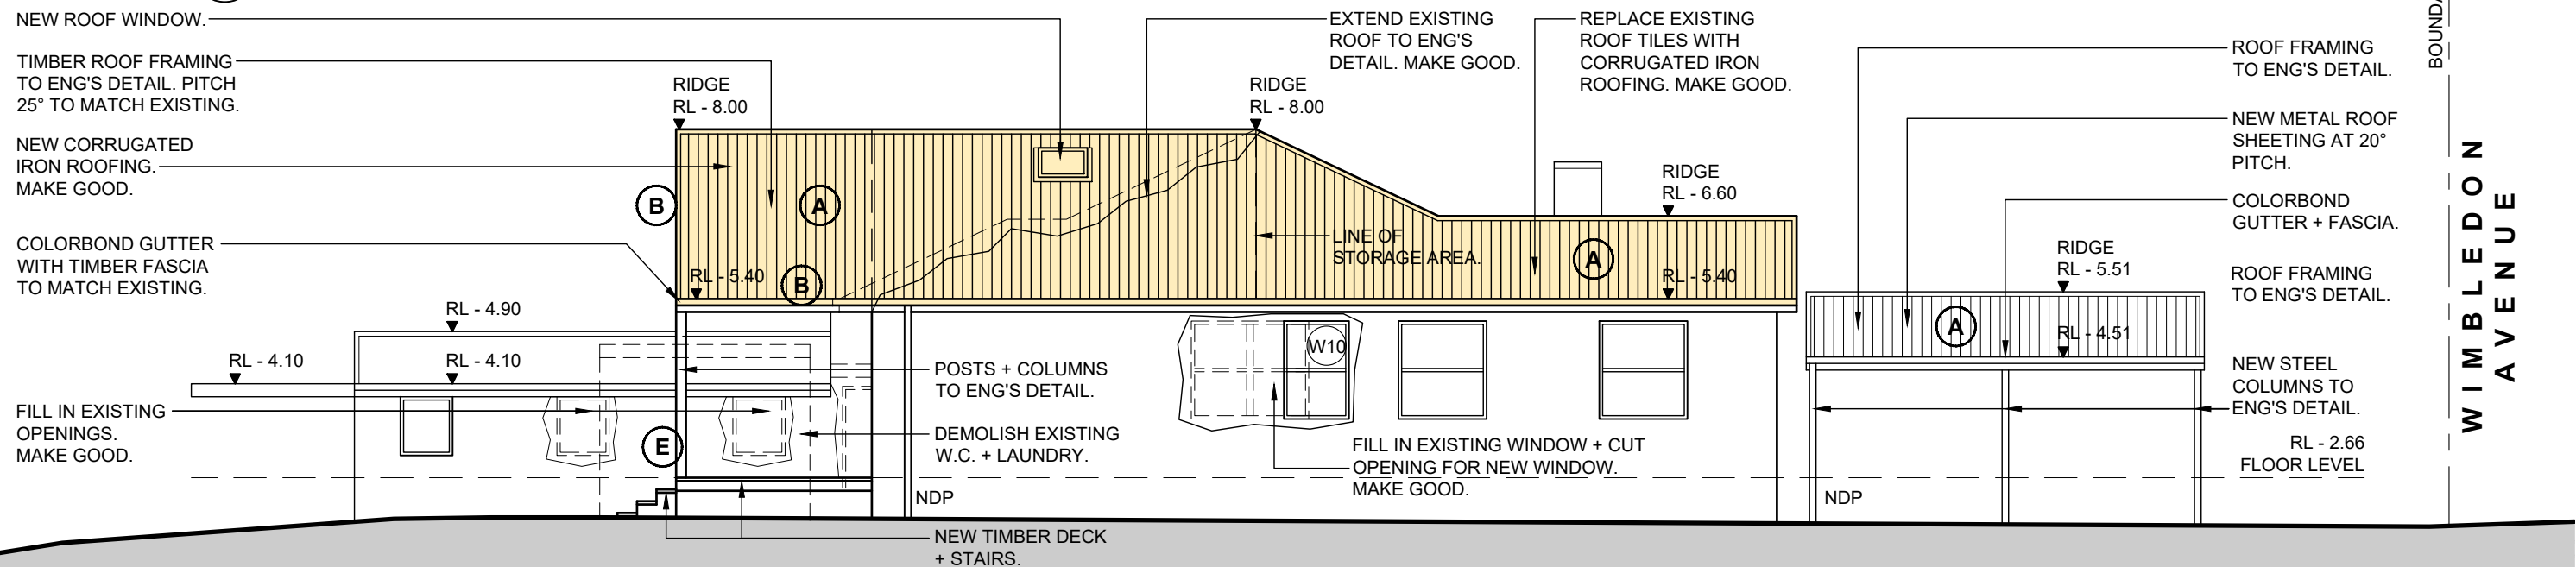 NEW ROOF WINDOW.
TIMBER ROOF FRAMING
TO ENG'S DETAIL. PITCH
25° TO MATCH EXISTING.
NEW CORRUGATED
IRON ROOFING.
MAKE GOOD.
COLORBOND GUTTER
WITH TIMBER FASCIA
TO MATCH EXISTING.
RL - 4.90
RL - 4.10
RL - 4.10
FILL IN EXISTING
OPENINGS.
MAKE GOOD.
RIDGE
RL - 8.00
B
A
RL - 5.40
B
E
RIDGE
RL - 8.00
EXTEND EXISTING
ROOF TO ENG'S
DETAIL. MAKE GOOD.
REPLACE EXISTING
ROOF TILES WITH
CORRUGATED IRON
ROOFING. MAKE GOOD.
RIDGE
RL - 6.60
LINE OF
STORAGE AREA.
A
RL - 5.40
W10
POSTS + COLUMNS
TO ENG'S DETAIL.
DEMOLISH EXISTING
W.C. + LAUNDRY.
FILL IN EXISTING WINDOW + CUT
OPENING FOR NEW WINDOW.
MAKE GOOD.
NDP
NEW TIMBER DECK
+ STAIRS.
ROOF FRAMING
TO ENG'S DETAIL.
NEW METAL ROOF
SHEETING AT 20°
PITCH.
COLORBOND
GUTTER + FASCIA.
RIDGE
RL - 5.51
ROOF FRAMING
TO ENG'S DETAIL.
A
RL - 4.51
NEW STEEL
COLUMNS TO
ENG'S DETAIL.
RL - 2.66
FLOOR LEVEL
NDP
BOUNDA
WIMBLEDON
AVENUE